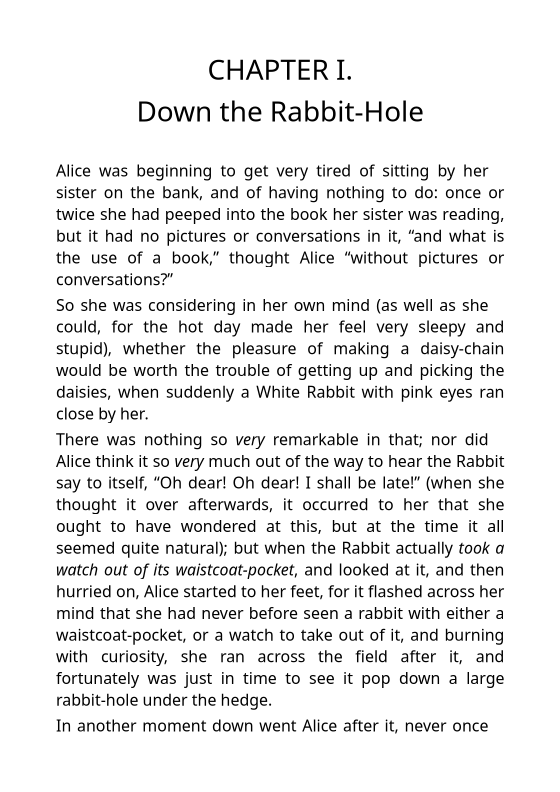 CHAPTER I.
Down the Rabbit-Hole
Alice was beginning to get very tired of sitting by her
sister on the bank, and of having nothing to do: once or
twice she had peeped into the book her sister was reading,
but it had no pictures or conversations in it, “and what is
the use of a book,” thought Alice “without pictures or
conversations?”
So she was considering in her own mind (as well as she
could, for the hot day made her feel very sleepy and
stupid), whether the pleasure of making a daisy-chain
would be worth the trouble of getting up and picking the
daisies, when suddenly a White Rabbit with pink eyes ran
close by her.
There was nothing so very remarkable in that; nor did
Alice think it so very much out of the way to hear the Rabbit
say to itself, “Oh dear! Oh dear! I shall be late!” (when she
thought it over afterwards, it occurred to her that she
ought to have wondered at this, but at the time it all
seemed quite natural); but when the Rabbit actually took a
watch out of its waistcoat-pocket, and looked at it, and then
hurried on, Alice started to her feet, for it flashed across her
mind that she had never before seen a rabbit with either a
waistcoat-pocket, or a watch to take out of it, and burning
with curiosity, she ran across the field after it, and
fortunately was just in time to see it pop down a large
rabbit-hole under the hedge.
In another moment down went Alice after it, never once